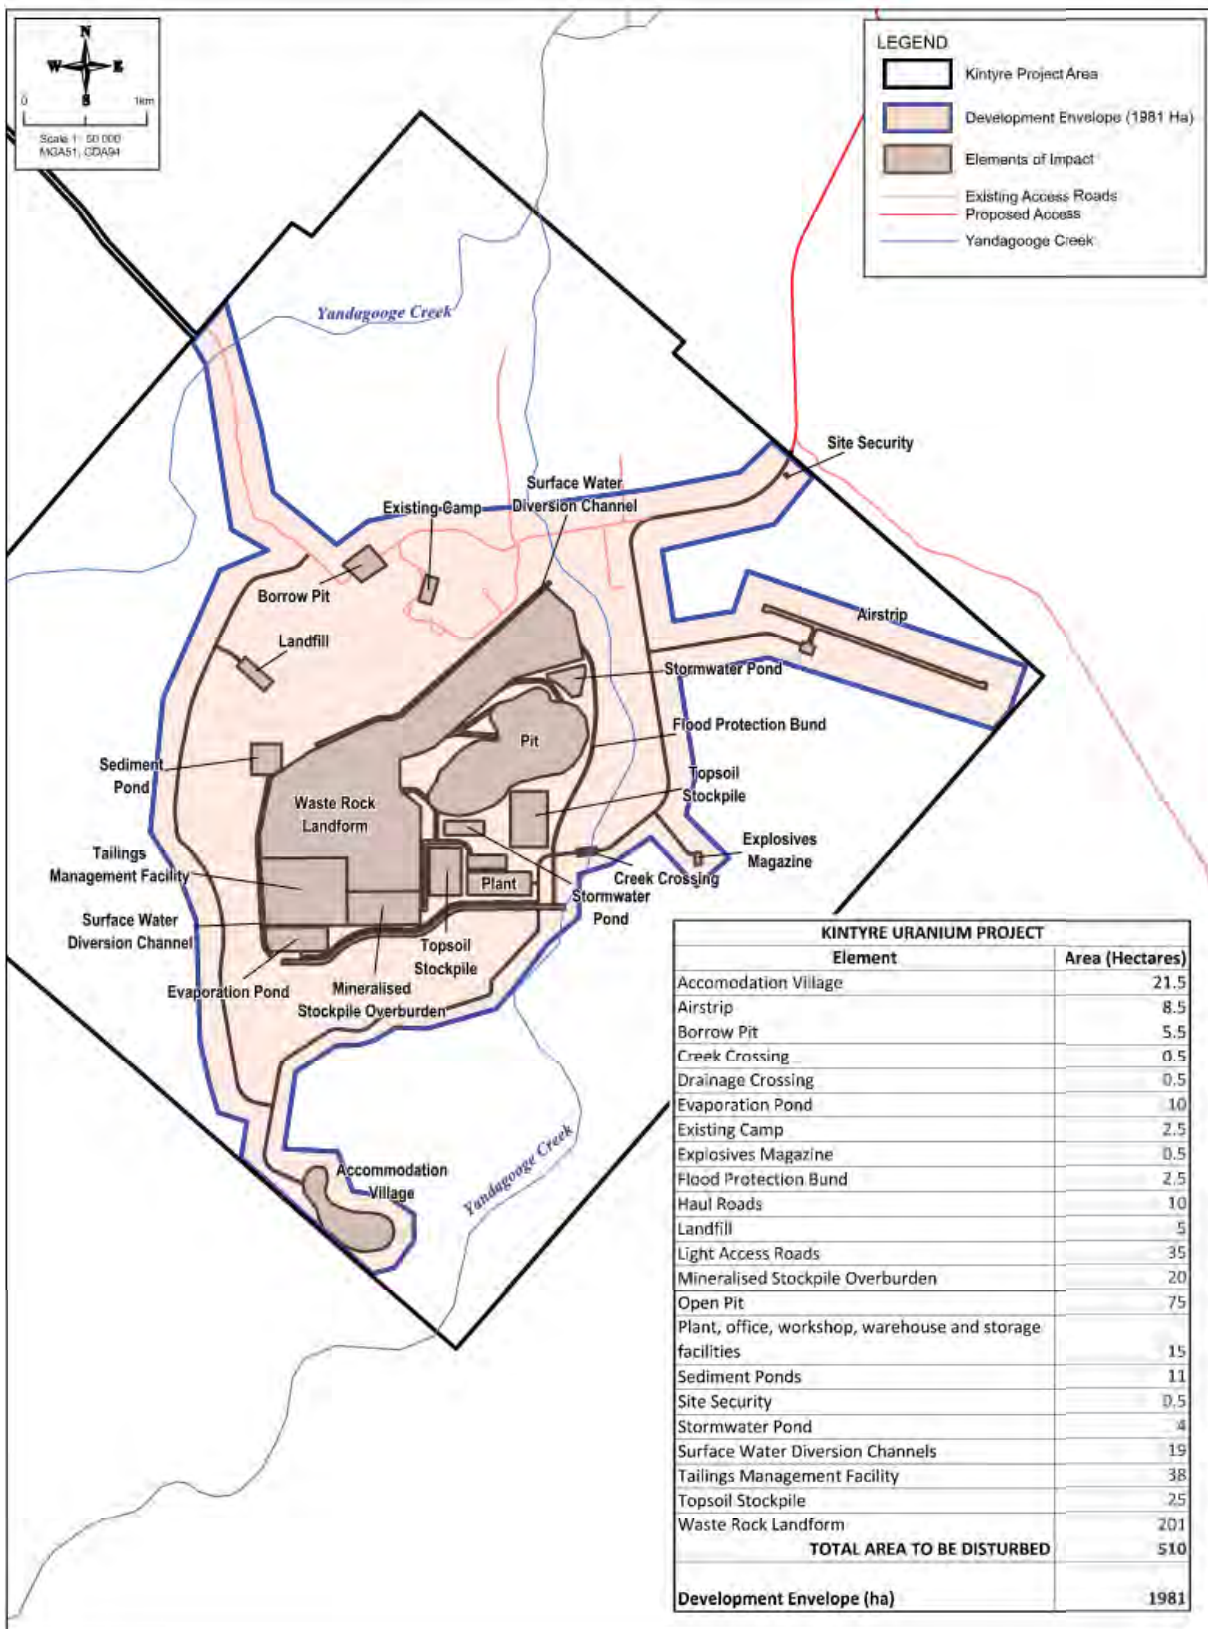 N
W E
S
0 1km
Scale 1: 50 000
MGA51, GDA94
LEGEND
Kintyre Project Area
Development Envelope (1981 Ha)
Elements of Impact
Existing Access Roads
Proposed Access
Yandagooge Creek
Yandagooge Creek
Site Security
Surface Water
Diversion Channel
Existing Camp
Borrow Pit
Airstrip
Landfill
Stormwater Pond
Flood Protection Bund
Pit
Sediment
Pond
Topsoil
Stockpile
Waste Rock
Landform
Explosives
Magazine
Tailings
Management Facility
Creek Crossing
Plant
Stormwater
Pond
Surface Water
Diversion Channel
Topsoil
Stockpile
Evaporation Pond
Mineralised
Stockpile Overburden
Accommodation
Village
Yandagooge Creek
KINTYRE URANIUM PROJECT
Element Area (Hectares)
Accomodation Village 21.5
Airstrip 8.5
Borrow Pit 5.5
Creek Crossing 0.5
Drainage Crossing 0.5
Evaporation Pond 10
Existing Camp 2.5
Explosives Magazine 0.5
Flood Protection Bund 2.5
Haul Roads 10
Landfill 5
Light Access Roads 35
Mineralised Stockpile Overburden 20
Open Pit 75
Plant, office, workshop, warehouse and storage
facilities 15
Sediment Ponds 11
Site Security 0.5
Stormwater Pond 4
Surface Water Diversion Channels 19
Tailings Management Facility 38
Topsoil Stockpile 25
Waste Rock Landform 201
TOTAL AREA TO BE DISTURBED 510
Development Envelope (ha) 1981